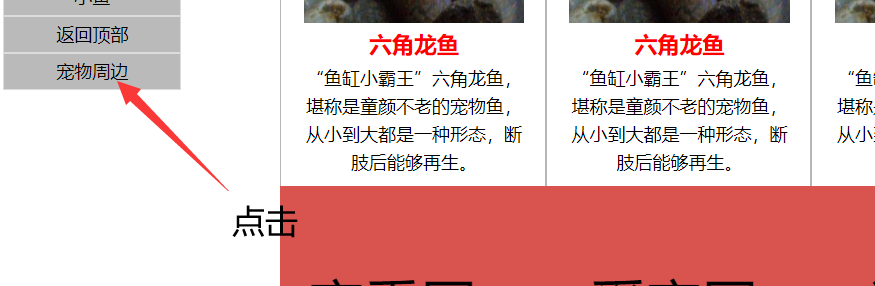 小鱼
返回顶部
宠物周边
点击
六角龙鱼
“鱼缸小霸王”六角龙鱼,
堪称是童颜不老的宠物鱼,
从小到大都是一种形态，断
肢后能够再生。
六角龙鱼
“鱼缸小霸王”六角龙鱼,
堪称是童颜不老的宠物鱼,
从小到大都是一种形态，断
肢后能够再生。
“鱼
堪称
从小